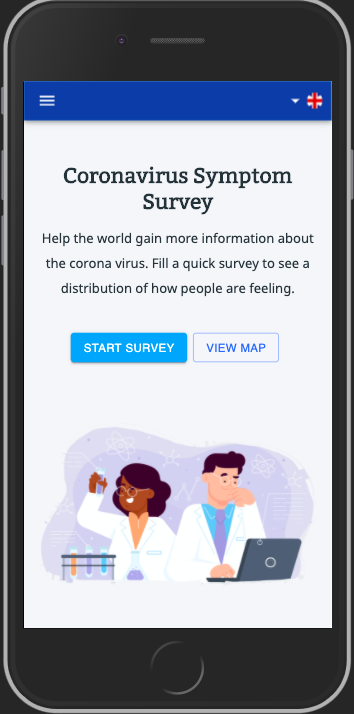 Coronavirus Symptom
Survey
Help the world gain more information about
the corona virus. Fill a quick survey to see a
distribution of how people are feeling.
START SURVEY VIEW MAP